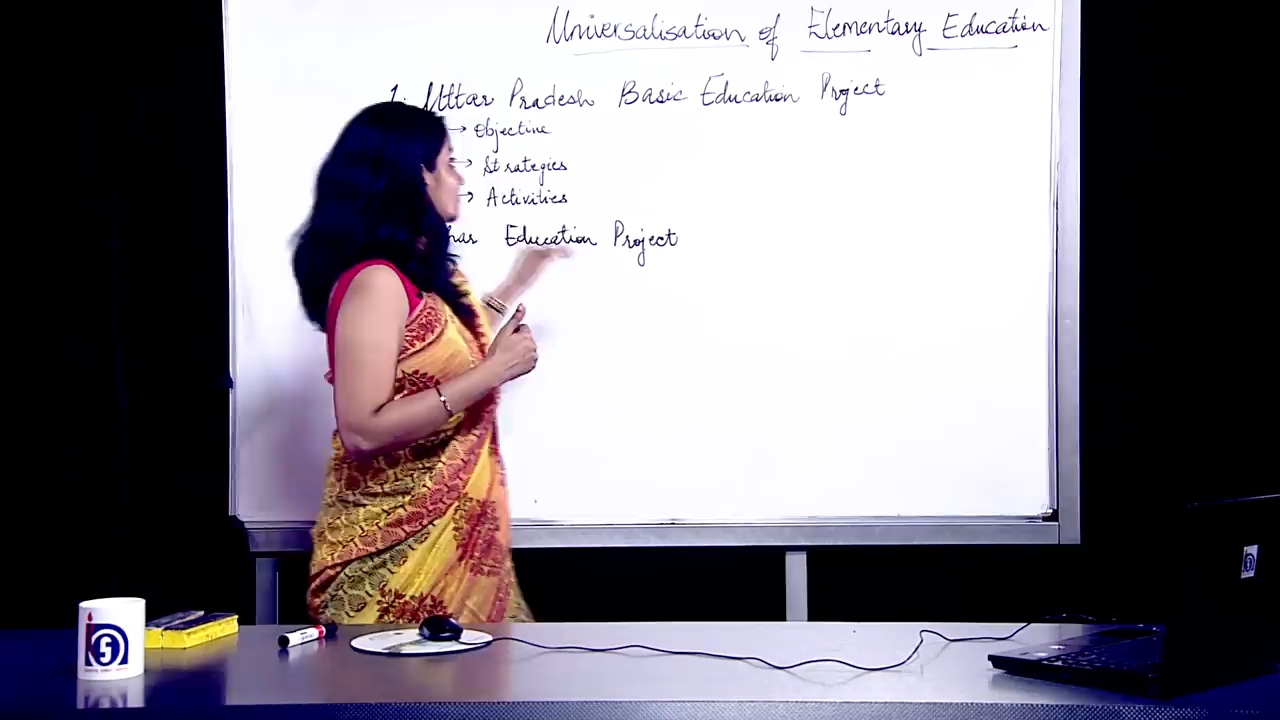 Universalisation of Elementary Education
1. Uttar Pradesh Basic Education Project
→ Objective
→ Strategies
→ Activities
Education Project